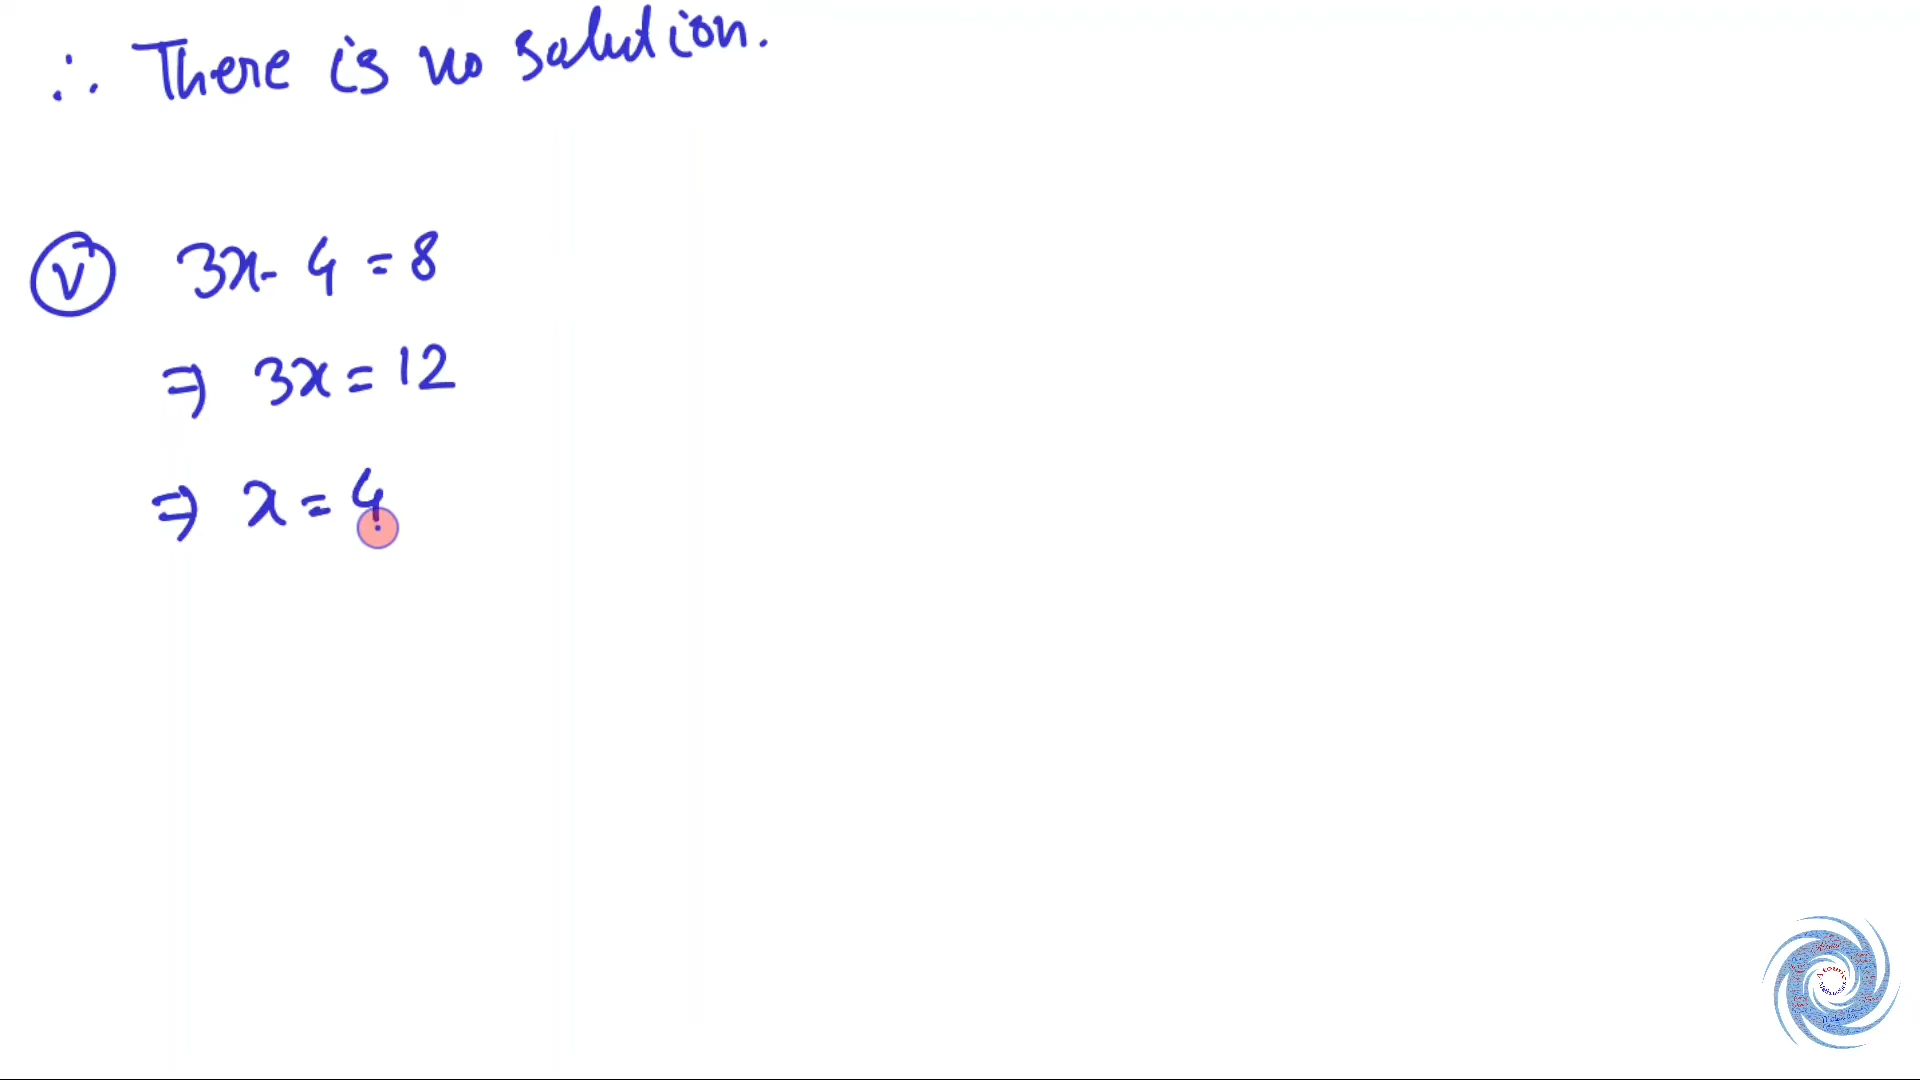 ∴ There is no solution.
(v) 3x - 4 = 8
⇒ 3x = 12
⇒ x = 4